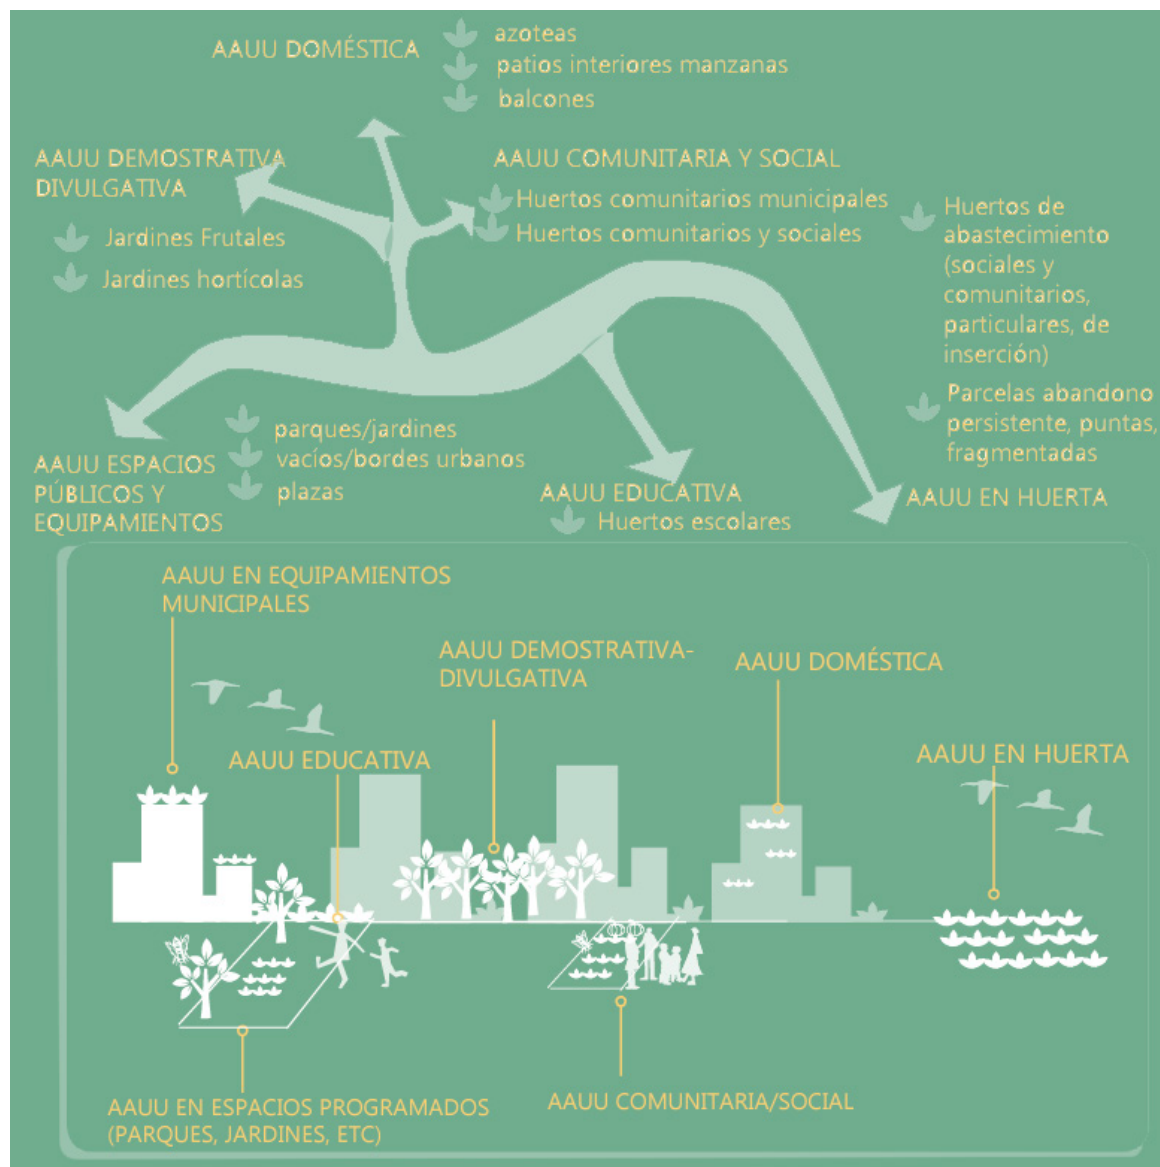 AAUU DOMÉSTICA
azoteas
patios interiores manzanas
balcones
AAUU DEMOSTRATIVA
DIVULGATIVA
Jardines Frutales
Jardines hortícolas
AAUU COMUNITARIA Y SOCIAL
Huertos comunitarios municipales
Huertos comunitarios y sociales
Huertos de
abastecimiento
(sociales y
comunitarios,
particulares, de
inserción)
Parcelas abandono
persistente, puntas,
fragmentadas
AAUU EN HUERTA
parques/jardines
vacíos/bordes urbanos
plazas
AAUU ESPACIOS
PÚBLICOS Y
EQUIPAMIENTOS
AAUU EDUCATIVA
Huertos escolares
AAUU EN EQUIPAMIENTOS
MUNICIPALES
AAUU DEMOSTRATIVA-
DIVULGATIVA
AAUU DOMÉSTICA
AAUU EDUCATIVA
AAUU EN HUERTA
AAUU EN ESPACIOS PROGRAMADOS
(PARQUES, JARDINES, ETC)
AAUU COMUNITARIA/SOCIAL